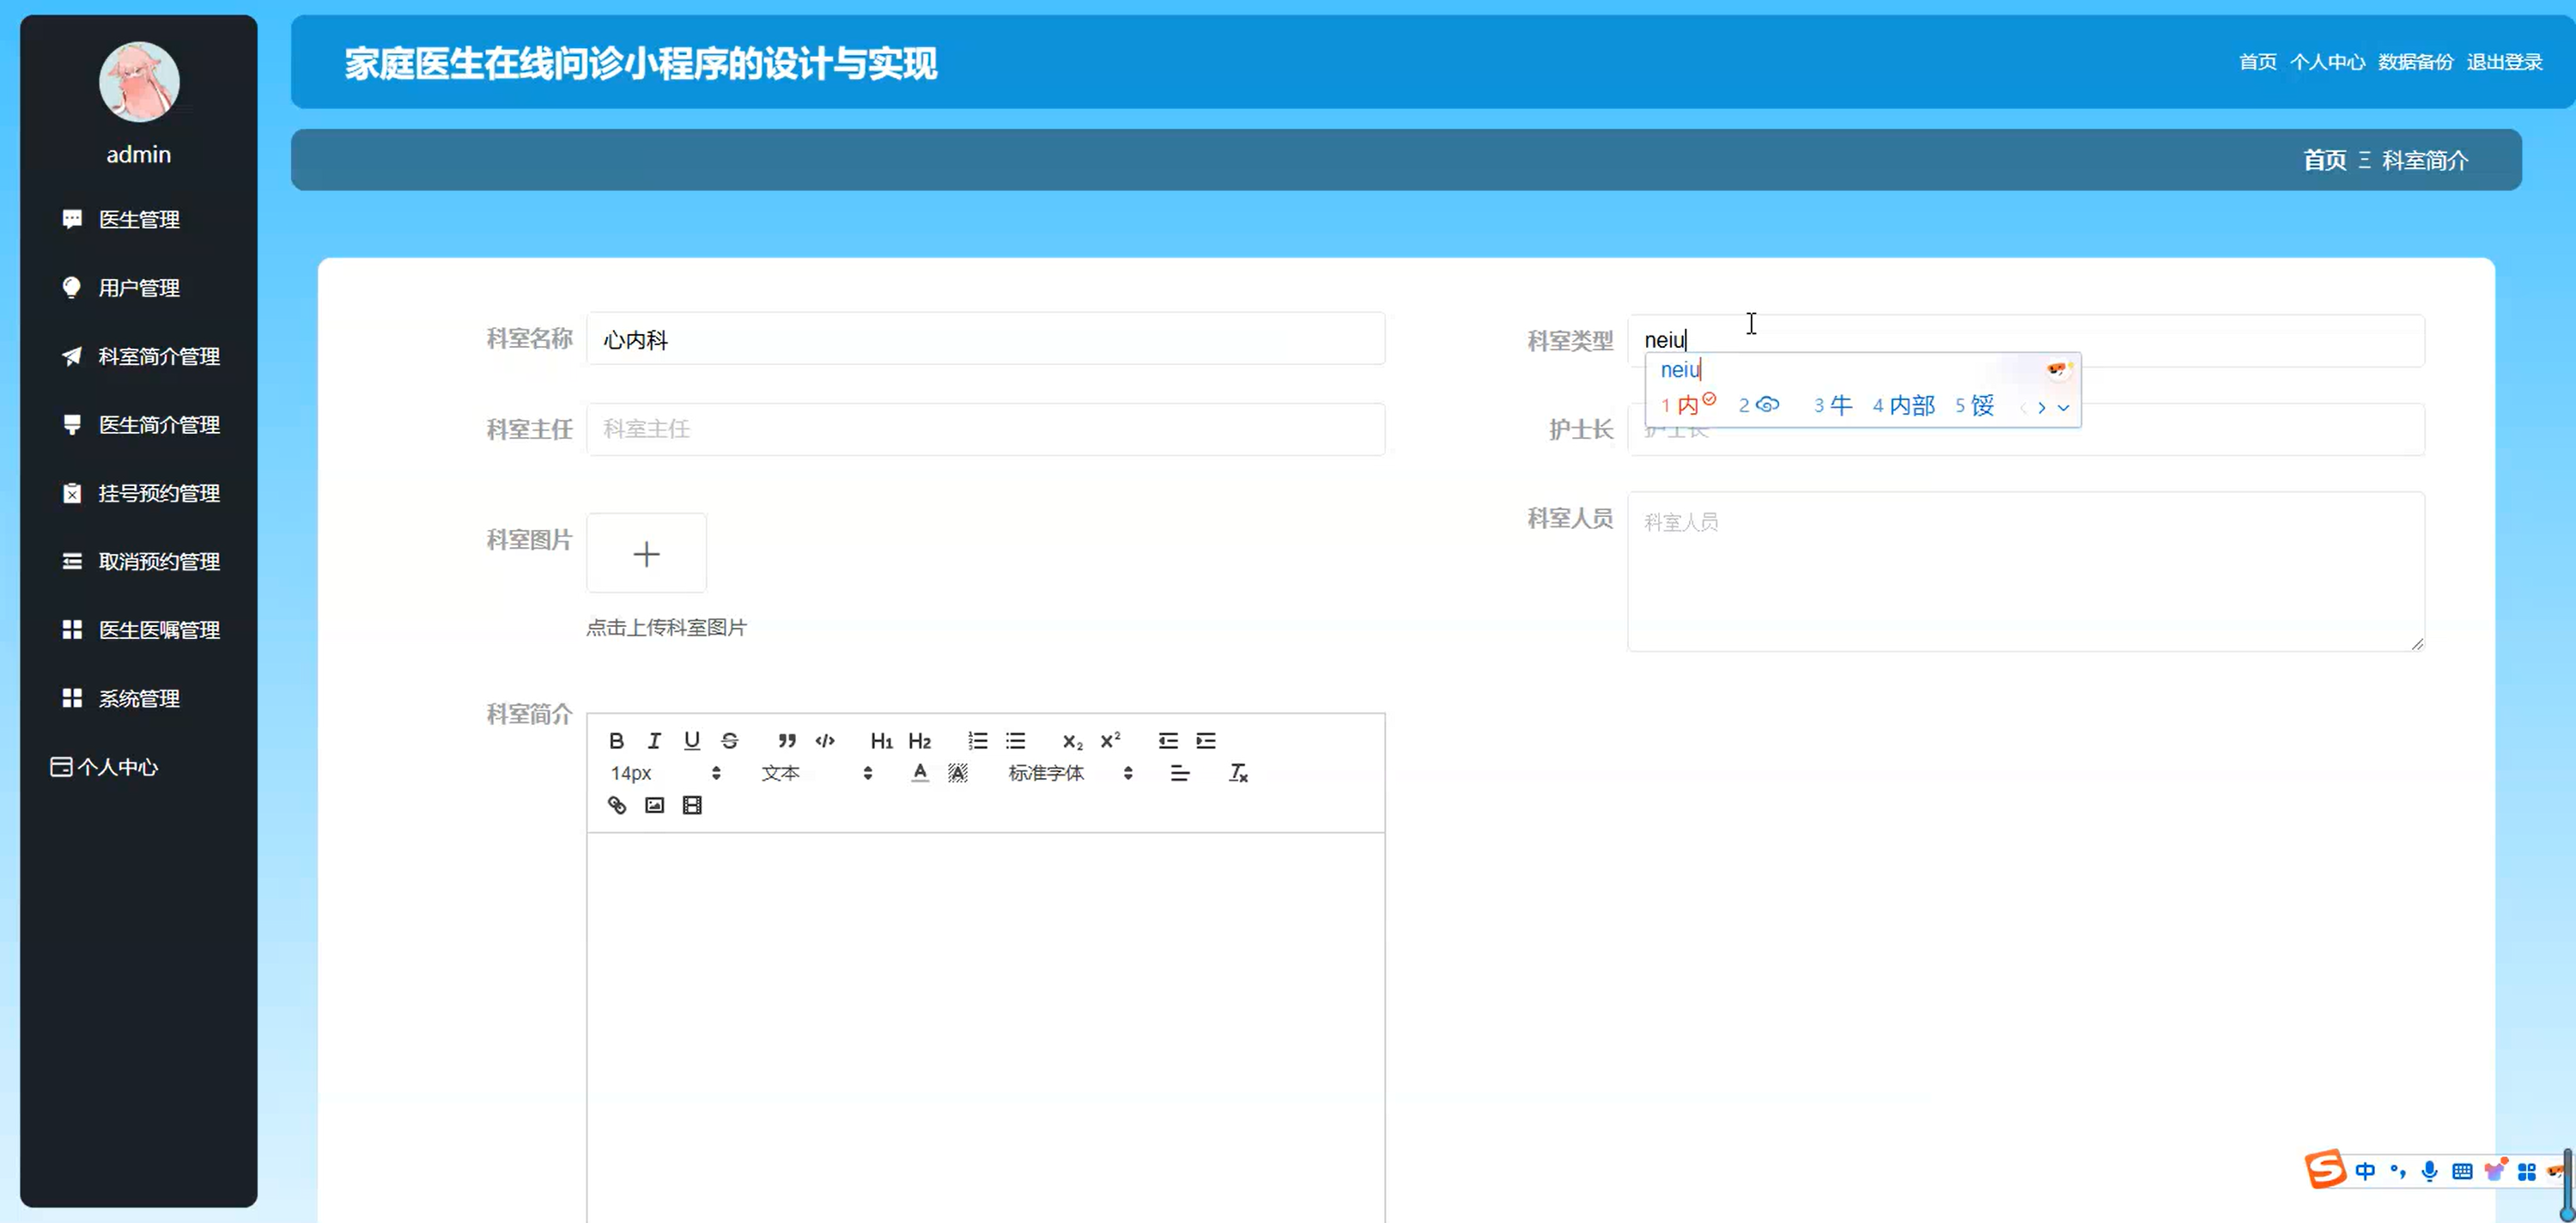 admin
医生管理
用户管理
科室简介管理
医生简介管理
挂号预约管理
取消预约管理
医生医嘱管理
系统管理
个人中心
家庭医生在线问诊小程序的设计与实现
首页 个人中心 数据备份 退出登录
首页 Ξ 科室简介
科室名称 心内科
科室类型 neiu
neiu
1 内 2 3 牛 4 内部 5 馁
科室主任 科室主任
护士长 护士长
科室图片
点击上传科室图片
科室人员 科室人员
科室简介
B I U S H1 H2 X2 X2
14px 文本 A A 标准字体 Tx
中